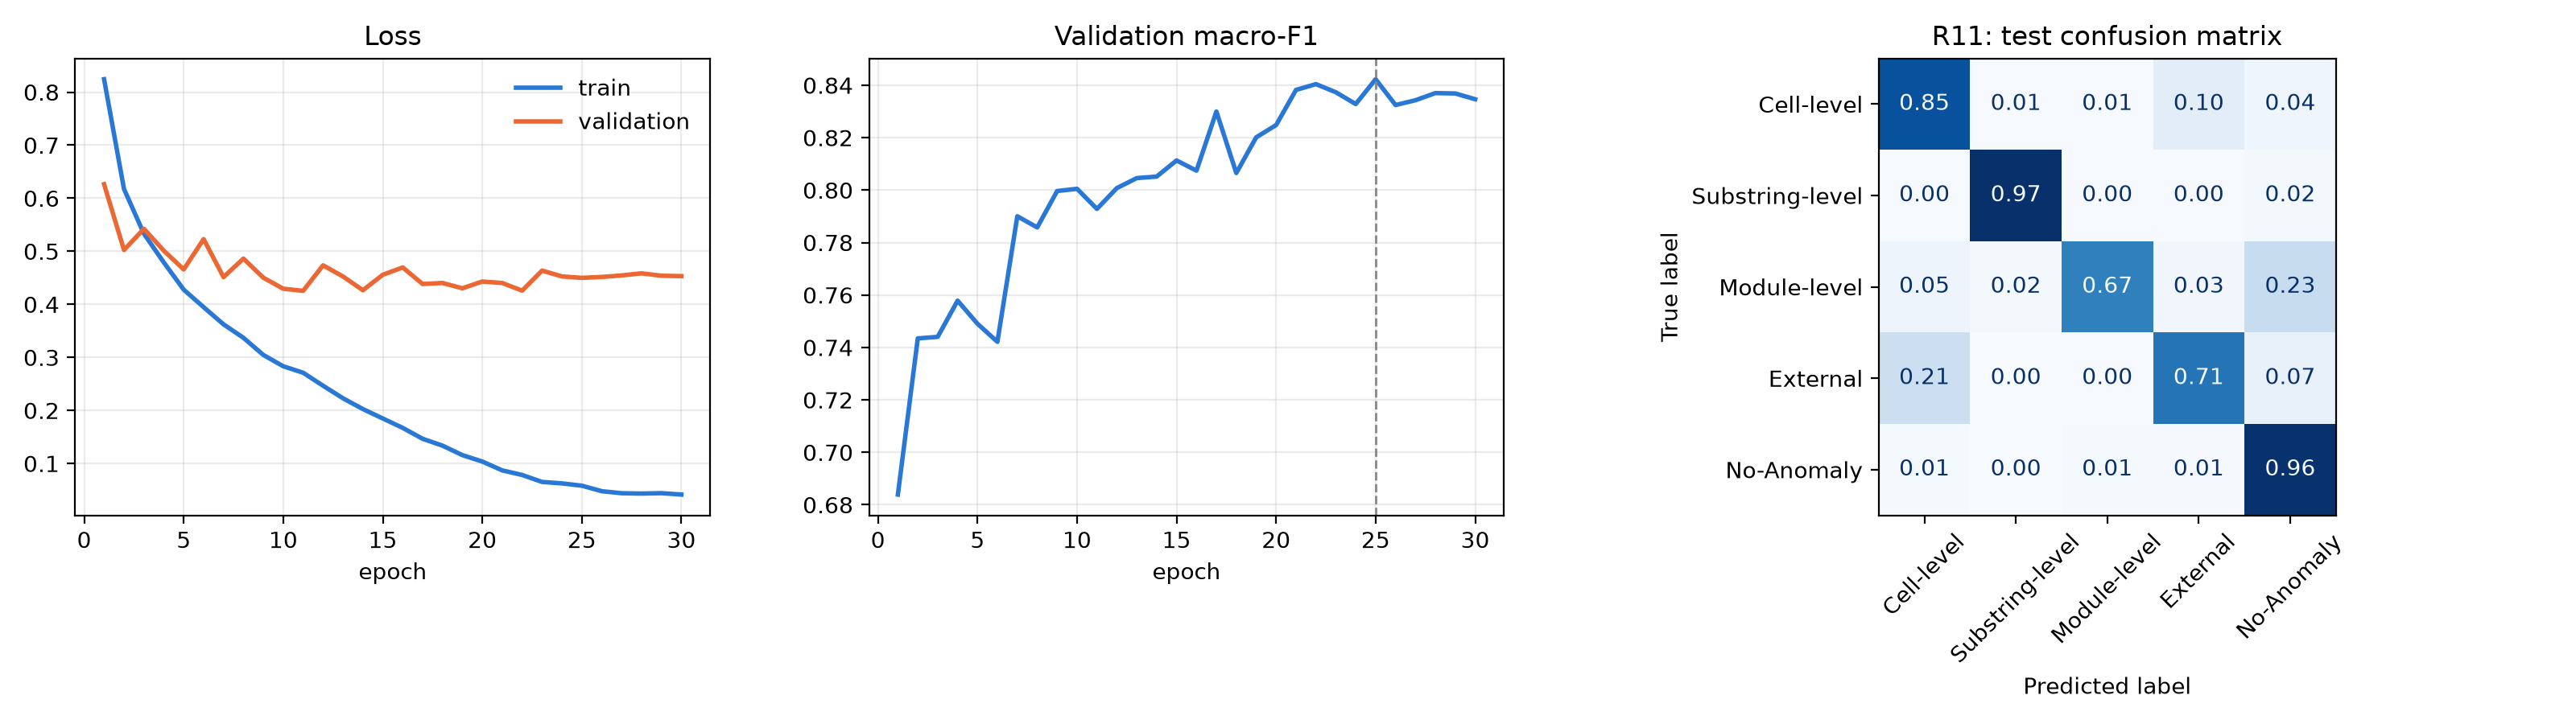 Loss
0.8
0.7
0.6
0.5
0.4
0.3
0.2
0.1
train
validation
0 5 10 15 20 25 30
epoch
Validation macro-F1
0.84
0.82
0.80
0.78
0.76
0.74
0.72
0.70
0.68
0 5 10 15 20 25 30
epoch
R11: test confusion matrix
True label
Cell-level 0.85 0.01 0.01 0.10 0.04
Substring-level 0.00 0.97 0.00 0.00 0.02
Module-level 0.05 0.02 0.67 0.03 0.23
External 0.21 0.00 0.00 0.71 0.07
No-Anomaly 0.01 0.00 0.01 0.01 0.96
Cell-level
Substring-level
Module-level
External
No-Anomaly
Predicted label